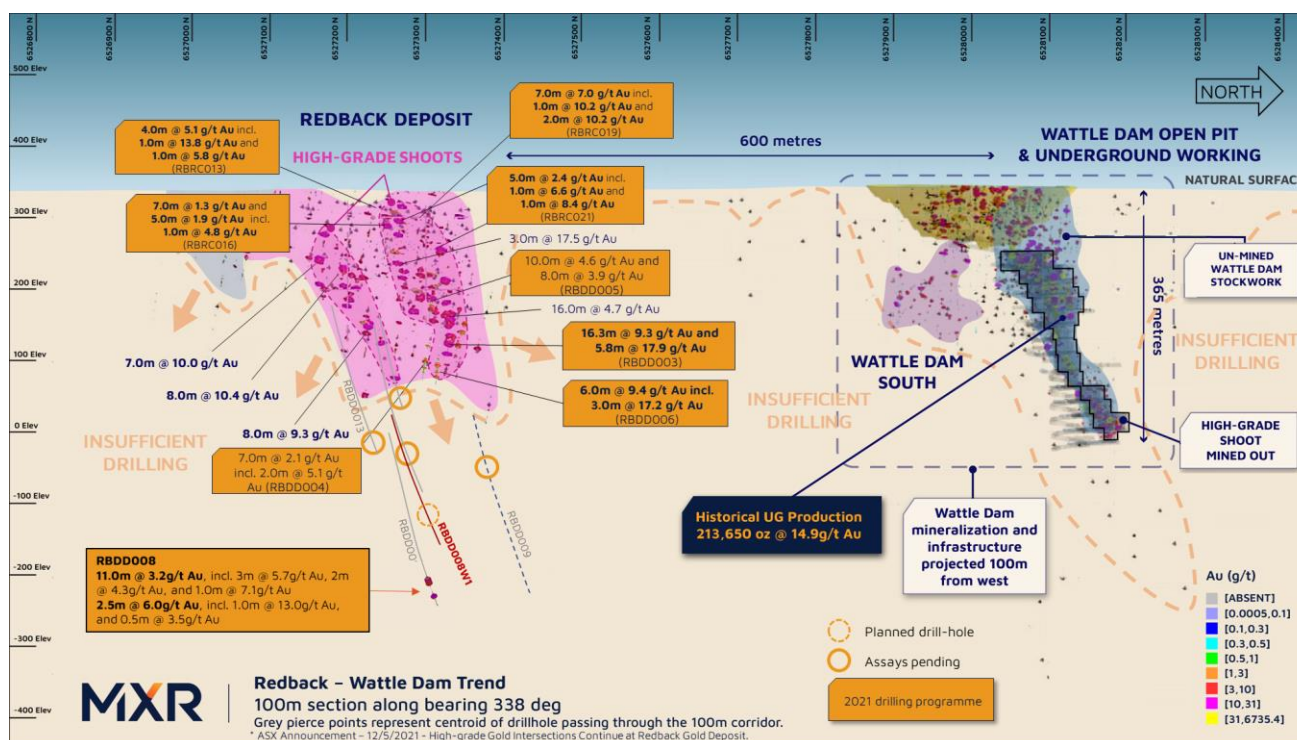 6526800 N
6526900 N
6527000 N
6527100 N
6527200 N
6527300 N
6527400 N
6527500 N
6527600 N
6527700 N
6527800 N
6527900 N
6528000 N
6528100 N
6528200 N
6528300 N
6528400 N
500 Elev
400 Elev
300 Elev
200 Elev
100 Elev
0 Elev
-100 Elev
-200 Elev
-300 Elev
-400 Elev
NORTH
REDBACK DEPOSIT
HIGH-GRADE SHOOTS
600 metres
WATTLE DAM OPEN PIT
& UNDERGROUND WORKING
NATURAL SURFAC
4.0m @ 5.1 g/t Au incl.
1.0m @ 13.8 g/t Au and
1.0m @ 5.8 g/t Au
(RBRC013)
7.0m @ 7.0 g/t Au incl.
1.0m @ 10.2 g/t Au and
2.0m @ 10.2 g/t Au
(RBRC019)
7.0m @ 1.3 g/t Au and
5.0m @ 1.9 g/t Au incl.
1.0m @ 4.8 g/t Au
(RBRC016)
5.0m @ 2.4 g/t Au incl.
1.0m @ 6.6 g/t Au and
1.0m @ 8.4 g/t Au
(RBRC021)
3.0m @ 17.5 g/t Au
10.0m @ 4.6 g/t Au and
8.0m @ 3.9 g/t Au
(RBDD005)
16.0m @ 4.7 g/t Au
16.3m @ 9.3 g/t Au and
5.8m @ 17.9 g/t Au
(RBDD003)
6.0m @ 9.4 g/t Au incl.
3.0m @ 17.2 g/t Au
(RBDD006)
7.0m @ 10.0 g/t Au
8.0m @ 10.4 g/t Au
8.0m @ 9.3 g/t Au
7.0m @ 2.1 g/t Au
incl. 2.0m @ 5.1 g/t
Au (RBDD004)
INSUFFICIENT
DRILLING
RBDD0013
RBDD00
RBDD008W1
RBDD009
RBDD008
11.0m @ 3.2g/t Au, incl. 3m @ 5.7g/t Au, 2m
@ 4.3g/t Au, and 1.0m @ 7.1g/t Au
2.5m @ 6.0g/t Au, incl. 1.0m @ 13.0g/t Au,
and 0.5m @ 3.5g/t Au
INSUFFICIENT
DRILLING
WATTLE DAM
SOUTH
365 metres
UN-MINED
WATTLE DAM
STOCKWORK
INSUFFICIENT
DRILLING
HIGH-GRADE
SHOOT
MINED OUT
Historical UG Production
213,650 oz @ 14.9g/t Au
Wattle Dam
mineralization and
infrastructure
projected 100m
from west
Planned drill-hole
Assays pending
2021 drilling programme
Au (g/t)
[ABSENT]
[0.0005,0.1]
[0.1,0.3]
[0.3,0.5]
[0.5,1]
[1,3]
[3,10]
[10,31]
[31,6735.4]
MXR
Redback – Wattle Dam Trend
100m section along bearing 338 deg
Grey pierce points represent centroid of drillhole passing through the 100m corridor.
* ASX Announcement – 12/5/2021 - High-grade Gold Intersections Continue at Redback Gold Deposit.